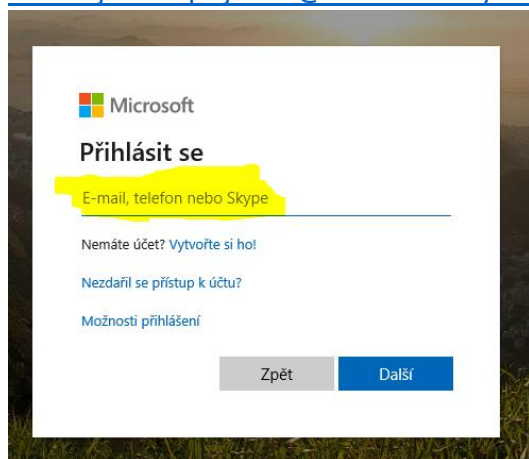 Microsoft
Přihlásit se
E-mail, telefon nebo Skype
Nemáte účet? Vytvořte si ho!
Nezdařil se přístup k účtu?
Možnosti přihlášení
Zpět Další